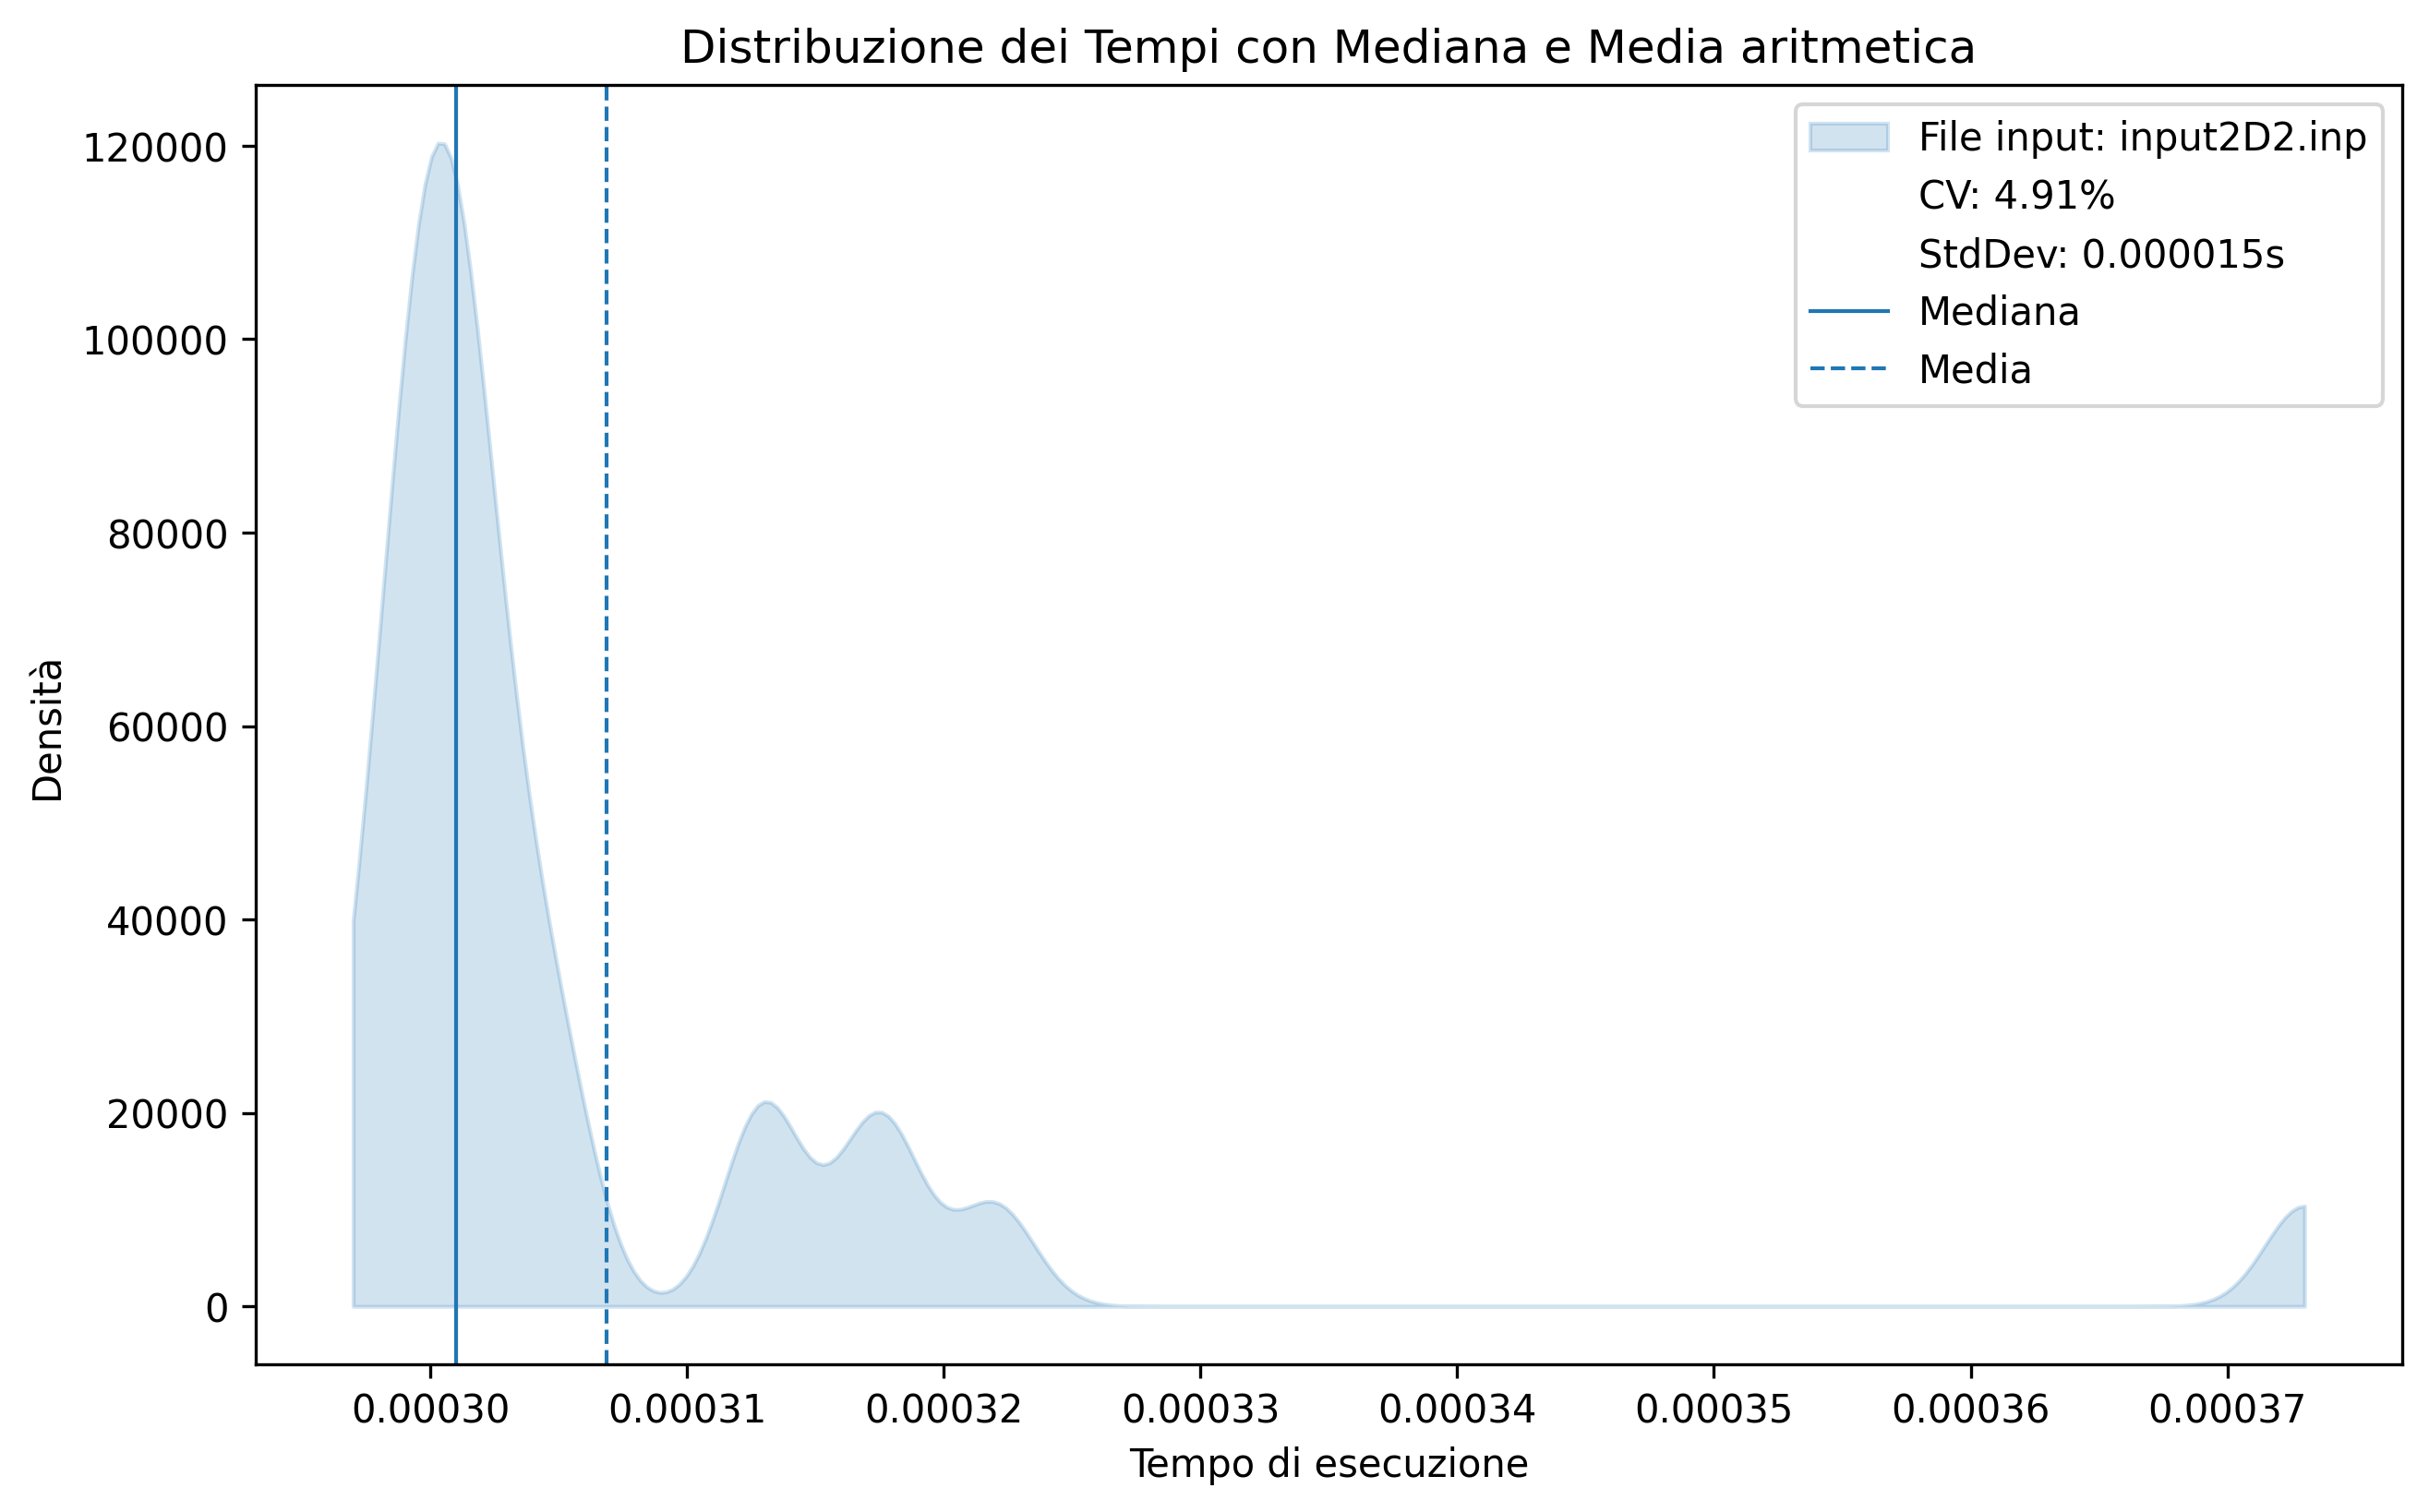 Distribuzione dei Tempi con Mediana e Media aritmetica
File input: input2D2.inp
CV: 4.91%
StdDev: 0.000015s
Mediana
Media
Densità
120000
100000
80000
60000
40000
20000
0
0.00030
0.00031
0.00032
0.00033
0.00034
0.00035
0.00036
0.00037
Tempo di esecuzione